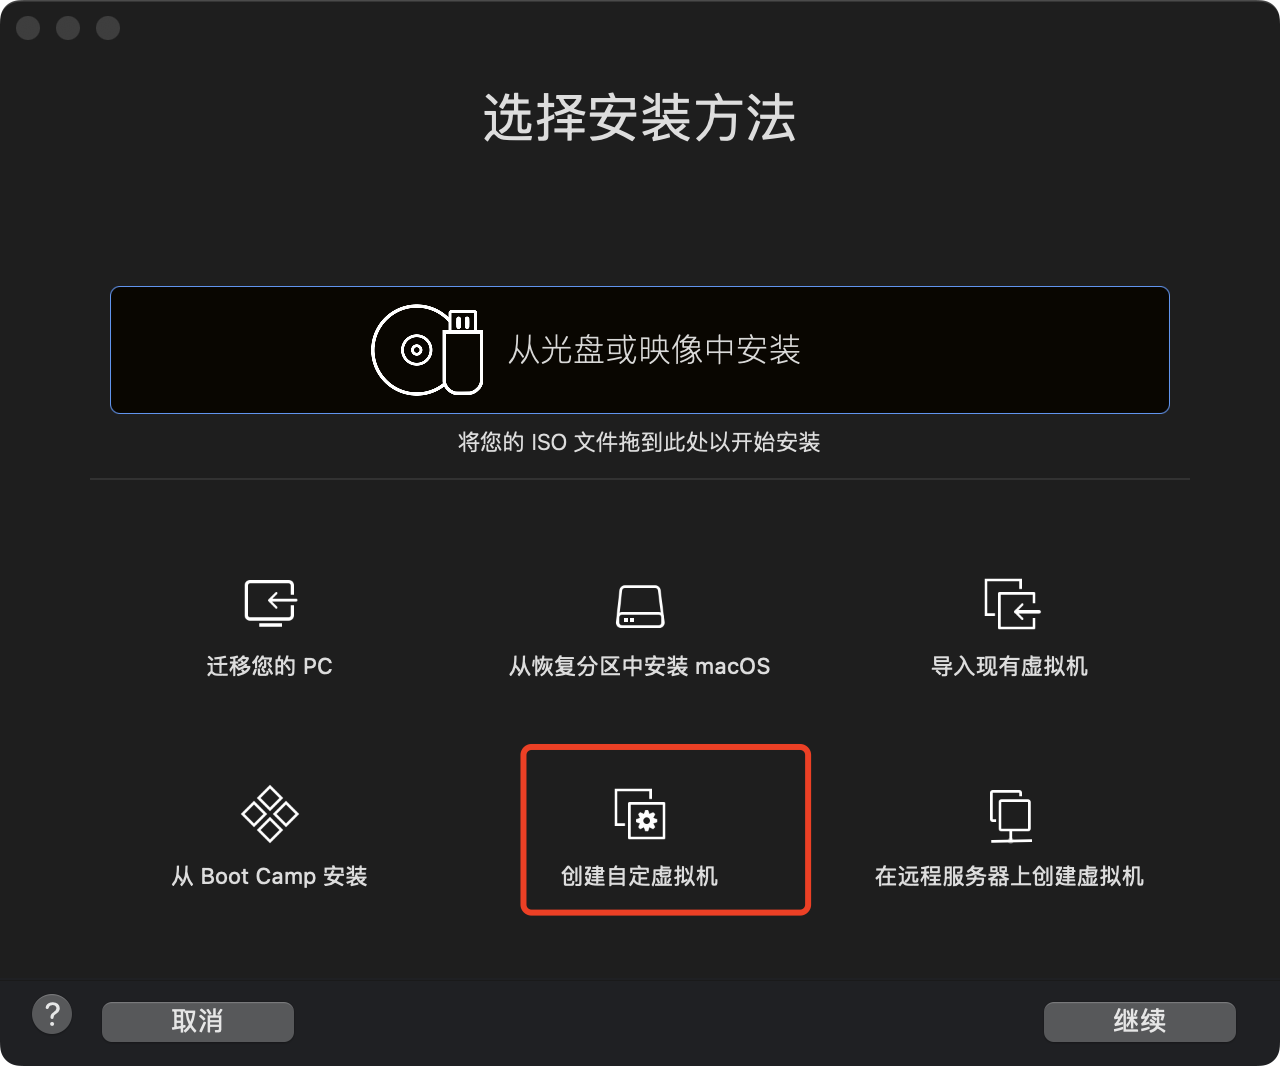 选择安装方法
从光盘或映像中安装
将您的 ISO 文件拖到此处以开始安装
迁移您的 PC
从恢复分区中安装 macOS
导入现有虚拟机
从 Boot Camp 安装
创建自定虚拟机
在远程服务器上创建虚拟机
?
取消
继续